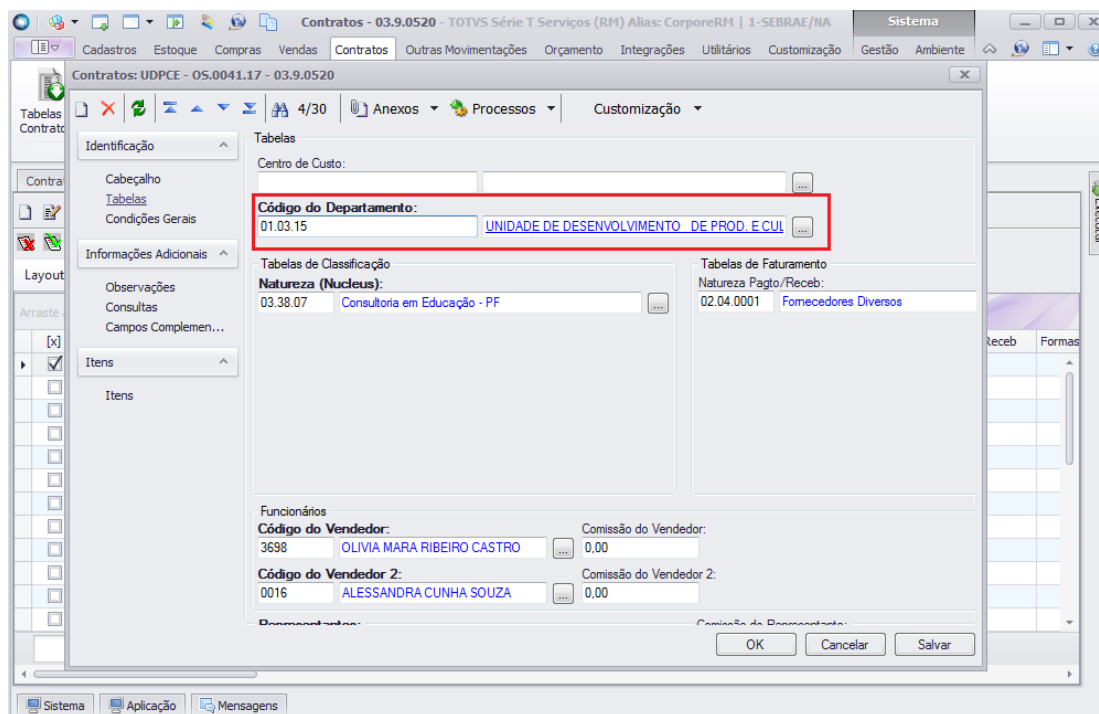 Contratos - 03.9.0520 - TOTVS Série T Serviços (RM) Alias: CorporeRM | 1-SEBRAE/NA
Sistema
Cadastros Estoque Compras Vendas Contratos Outras Movimentações Orçamento Integrações Utilitários Customização Gestão Ambiente
Contratos: UDPCE - OS.0041.17 - 03.9.0520
Tabelas
4/30 Anexos Processos Customização
Identificação
Cabeçalho
Tabelas
Condições Gerais
Informações Adicionais
Observações
Consultas
Campos Complemen...
Itens
Itens
Layout
[x]
Tabelas
Centro de Custo:
...
Código do Departamento:
01.03.15 UNIDADE DE DESENVOLVIMENTO DE PROD. E CUL ...
Tabelas de Classificação
Natureza (Nucleus):
03.38.07 Consultoria em Educação - PF ...
Tabelas de Faturamento
Natureza Pagto/Receb:
02.04.0001 Fornecedores Diversos
Receb Formas
Executar
Funcionários
Código do Vendedor: Comissão do Vendedor:
3698 OLIVIA MARA RIBEIRO CASTRO ... 0,00
Código do Vendedor 2: Comissão do Vendedor 2:
0016 ALESSANDRA CUNHA SOUZA ... 0,00
OK Cancelar Salvar
Sistema Aplicação Mensagens